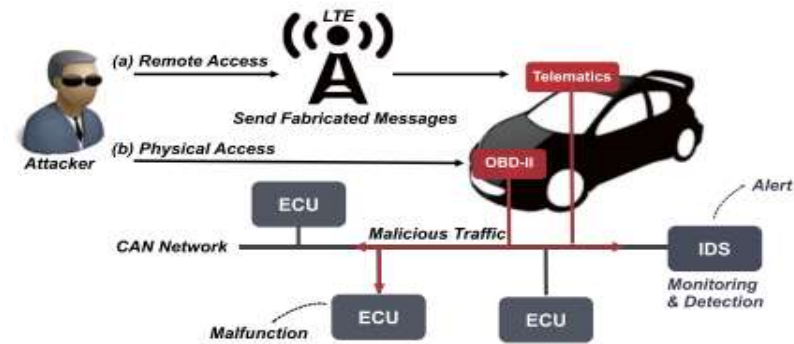 LTE
(a) Remote Access
Telematics
Send Fabricated Messages
(b) Physical Access
Attacker
OBD-II
Alert
ECU
Malicious Traffic
CAN Network
IDS
Monitoring
& Detection
ECU
ECU
Malfunction